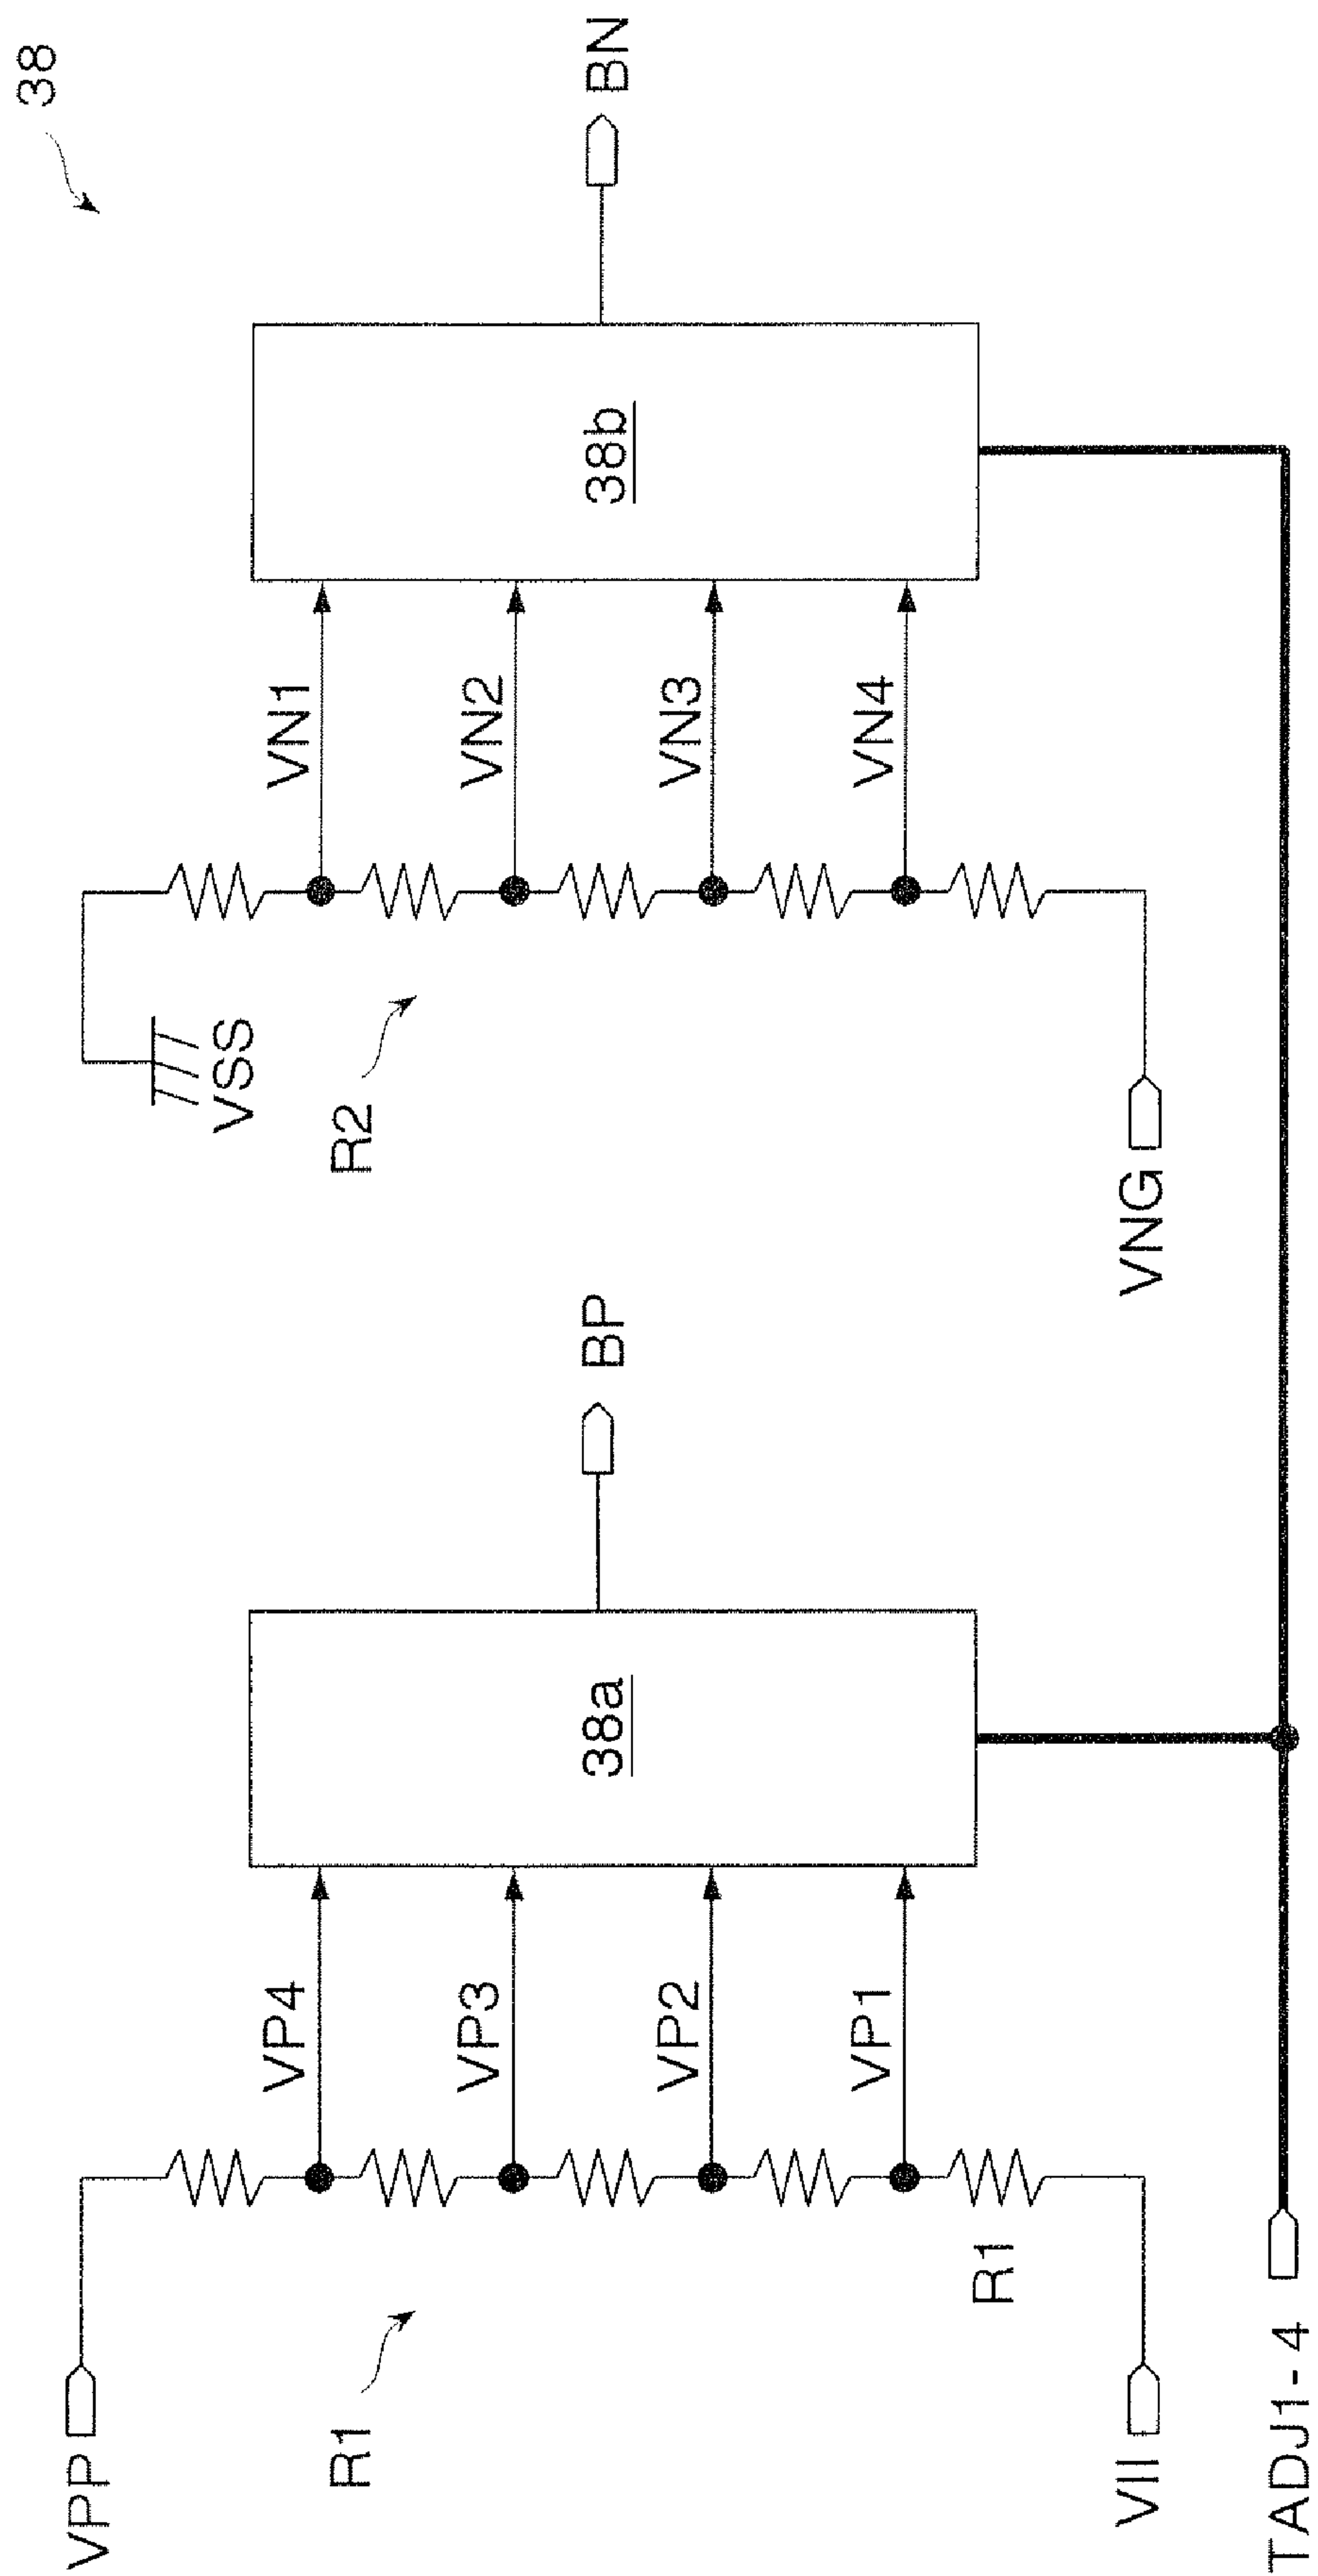 38
VPP
R1
VP4
VP3
VP2
VP1
R1
VII
38a
BP
VSS
R2
VN1
VN2
VN3
VN4
VNG
38b
BN
TADJ1-4